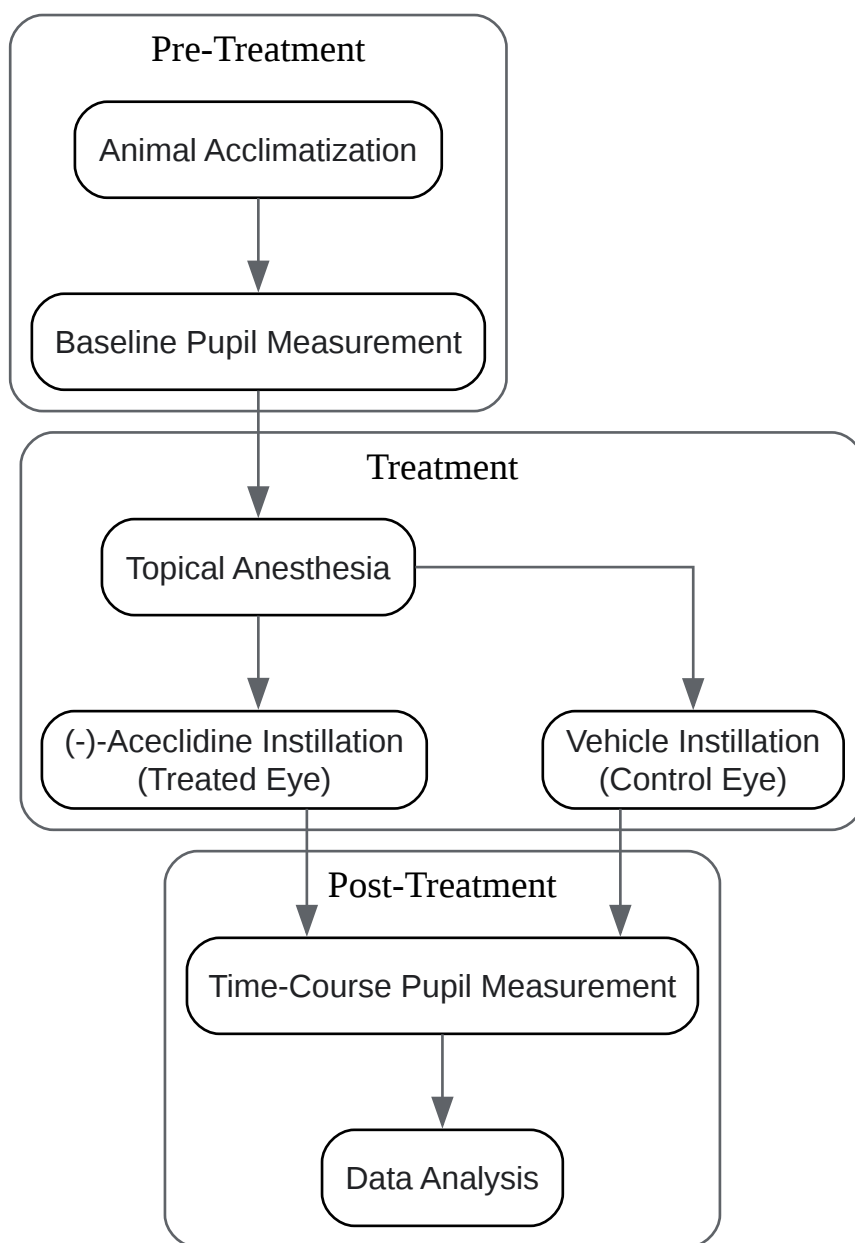 Pre-Treatment
Animal Acclimatization
Baseline Pupil Measurement
Treatment
Topical Anesthesia
(-)-Aceclidine Instillation
(Treated Eye)
Vehicle Instillation
(Control Eye)
Post-Treatment
Time-Course Pupil Measurement
Data Analysis